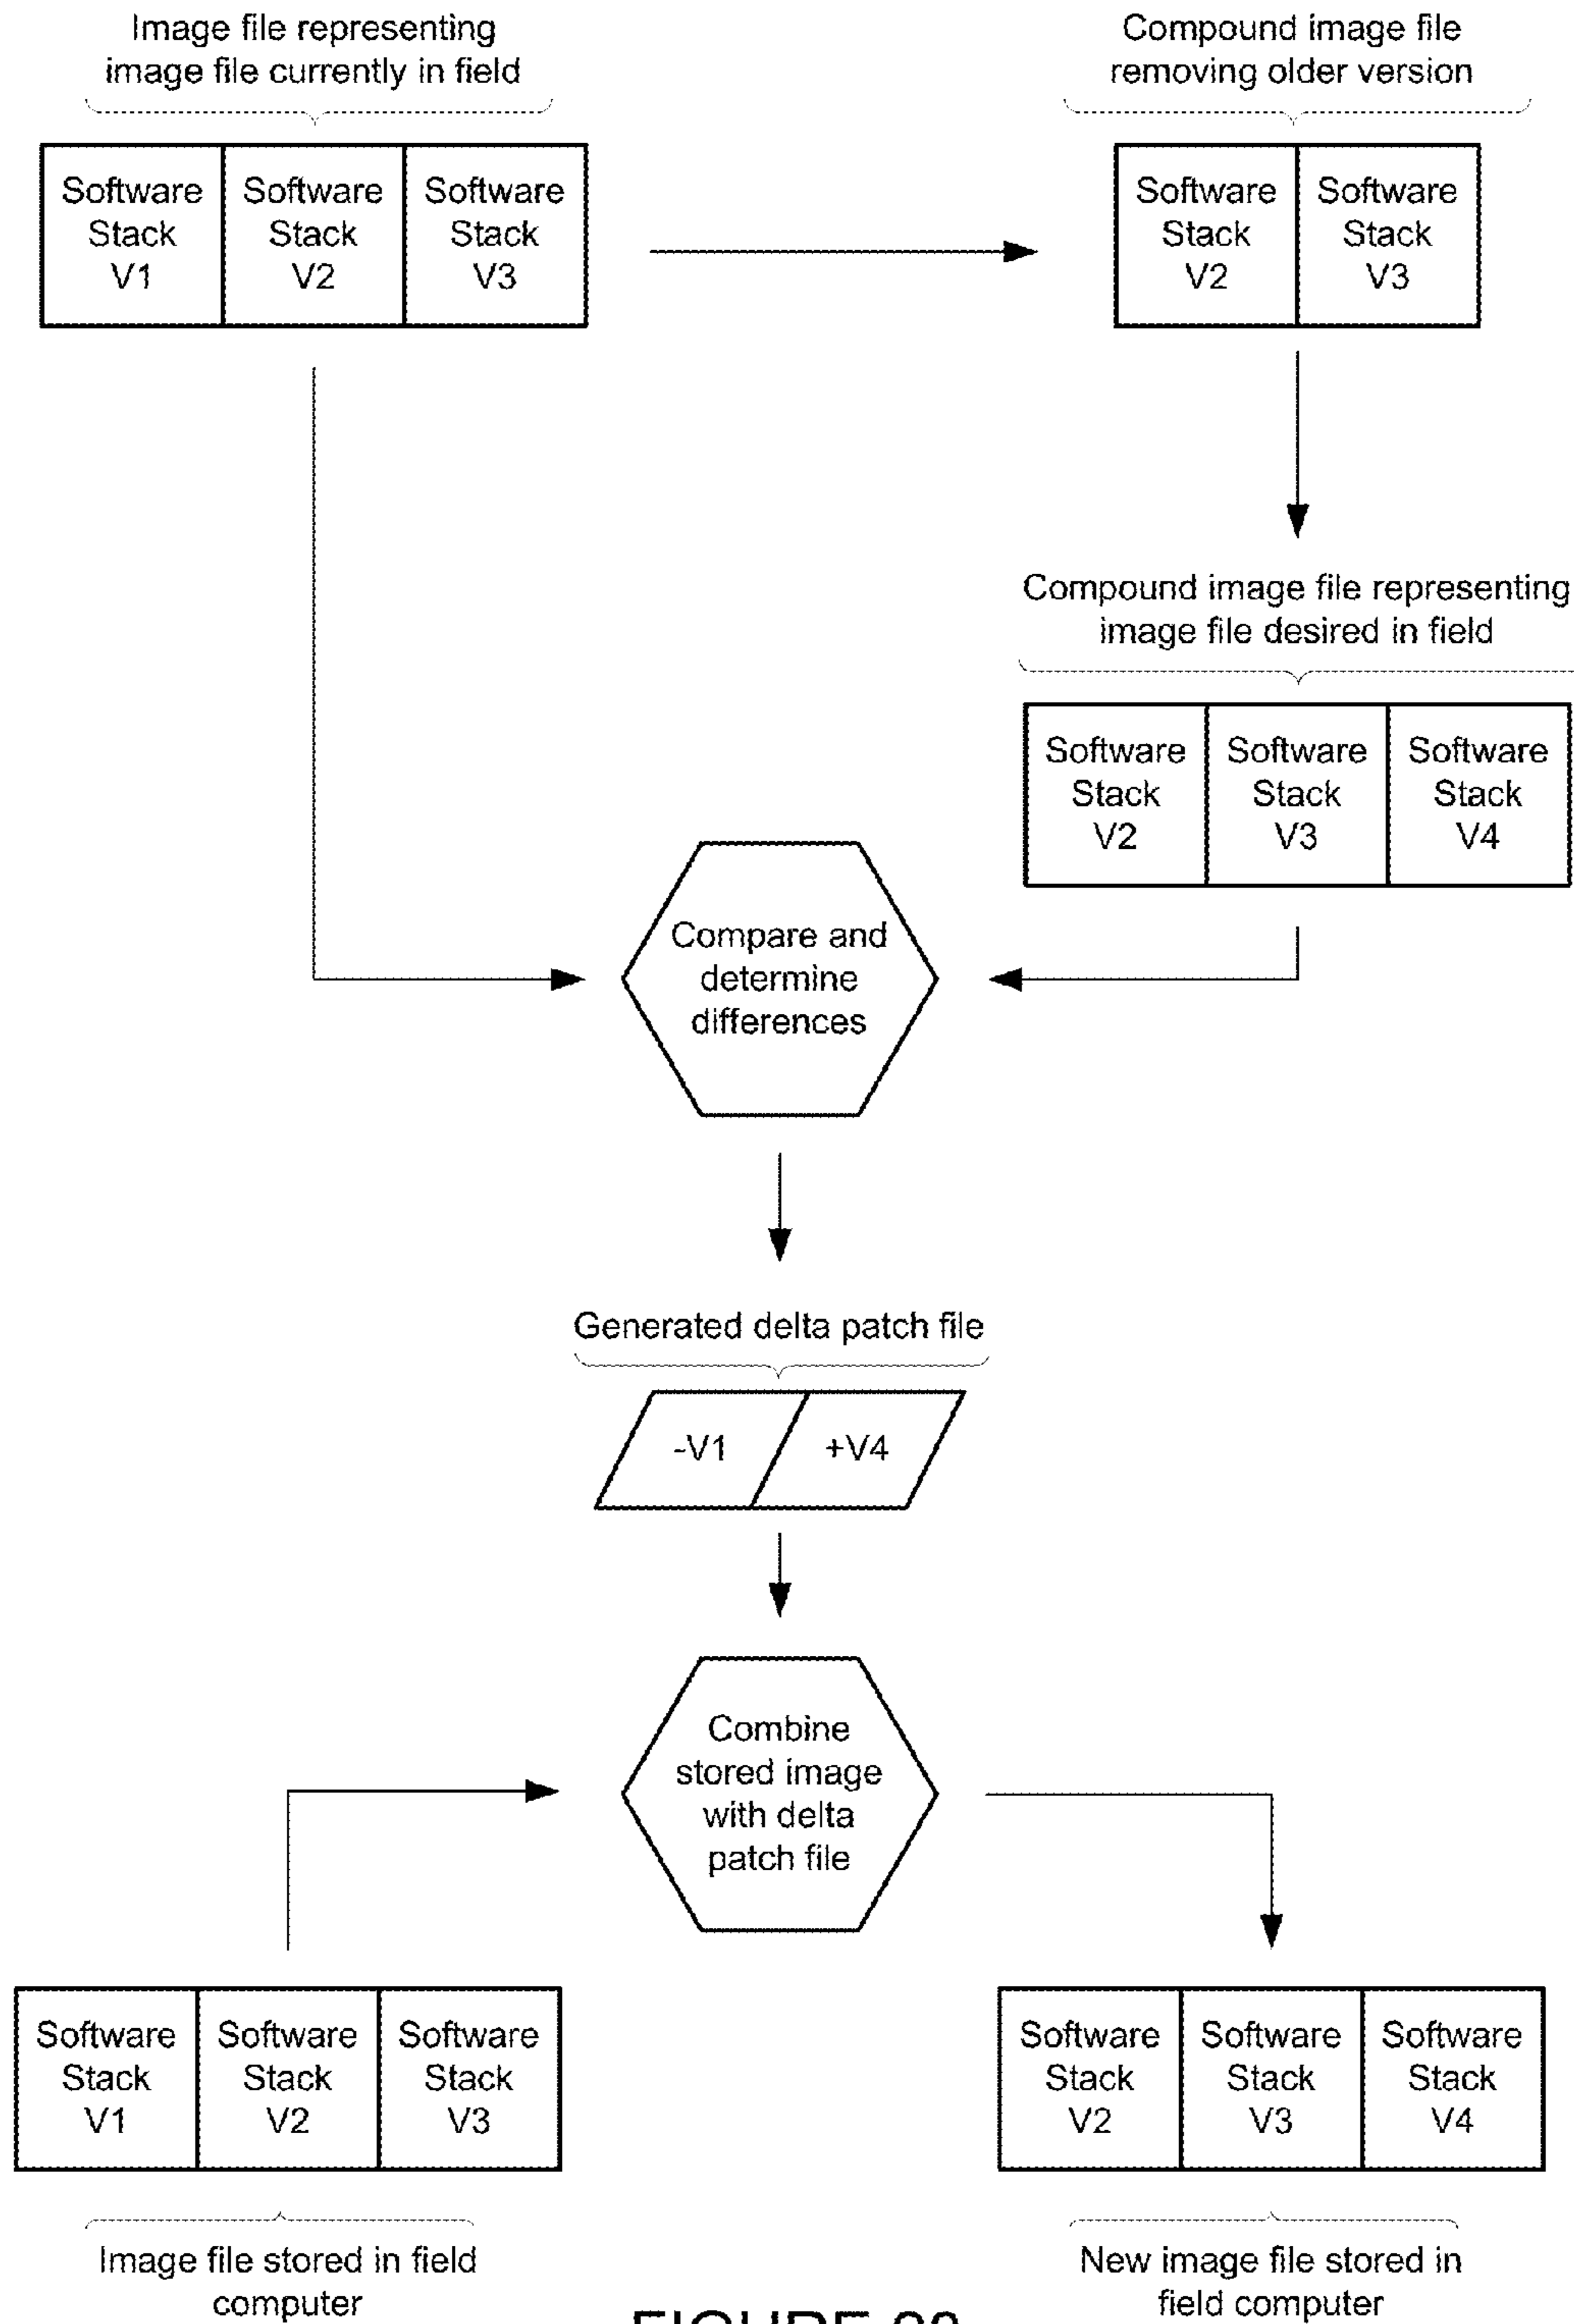 Image file representing
image file currently in field
Compound image file
removing older version
Software
Stack
V1
Software
Stack
V2
Software
Stack
V3
Software
Stack
V2
Software
Stack
V3
Compound image file representing
image file desired in field
Software
Stack
V2
Software
Stack
V3
Software
Stack
V4
Compare and
determine
differences
Generated delta patch file
-V1
+V4
Combine
stored image
with delta
patch file
Software
Stack
V1
Software
Stack
V2
Software
Stack
V3
Software
Stack
V2
Software
Stack
V3
Software
Stack
V4
Image file stored in field
computer
New image file stored in
field computer
FIGURE